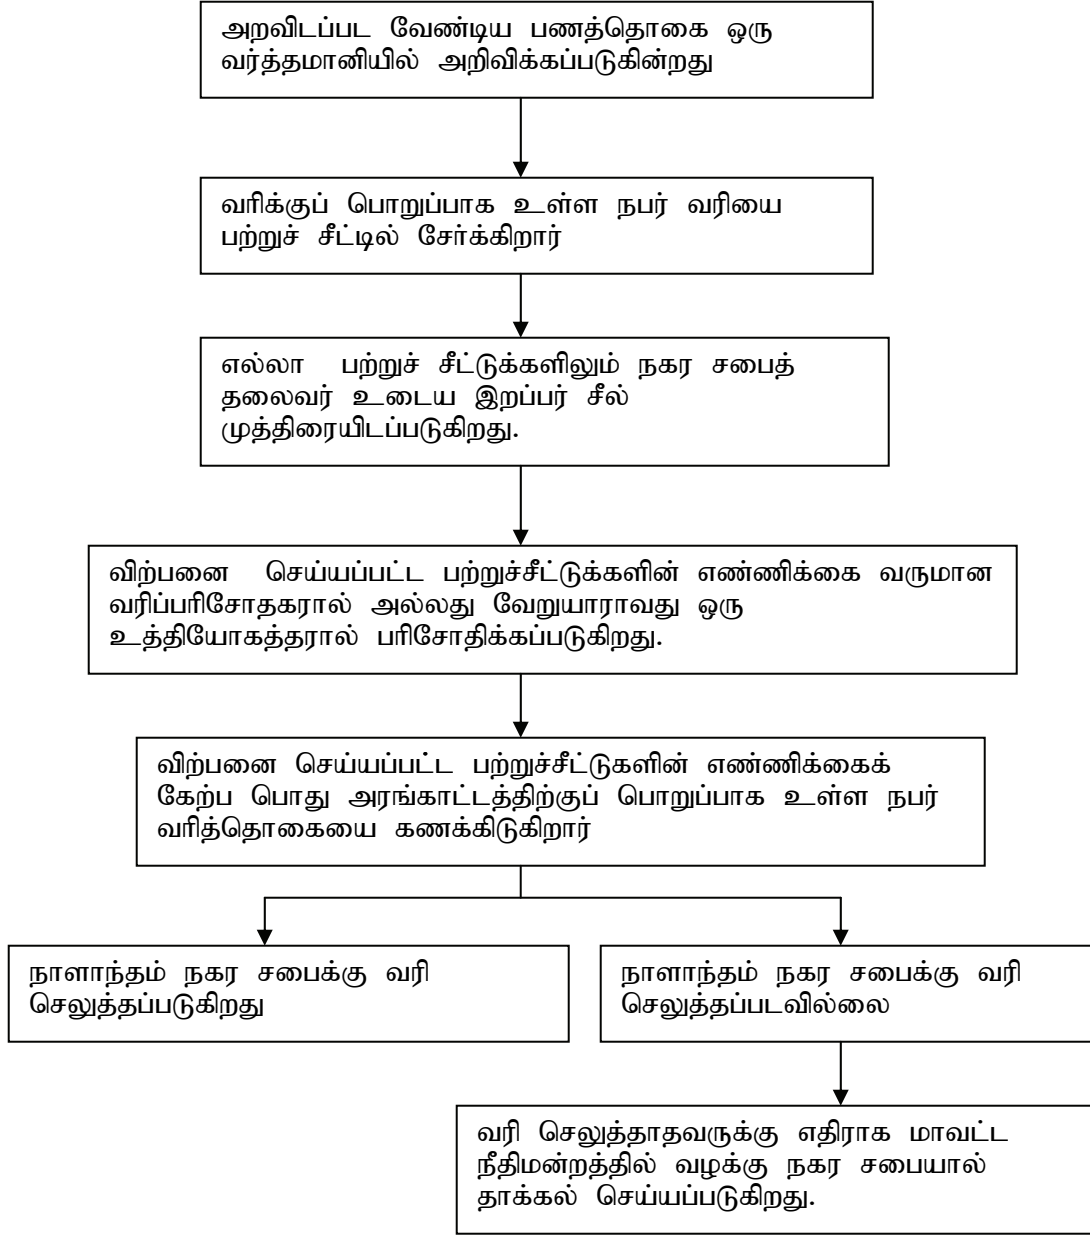 அறவிடப்பட வேண்டிய பணத்தொகை ஒரு
வர்த்தமானியில் அறிவிக்கப்படுகின்றது
வரிக்குப் பொறுப்பாக உள்ள நபர் வரியை
பற்றுச் சீட்டில் சேர்க்கிறார்
எல்லா பற்றுச் சீட்டுக்களிலும் நகர சபைத்
தலைவர் உடைய இறப்பர் சீல்
முத்திரையிடப்படுகிறது.
விற்பனை செய்யப்பட்ட பற்றுச்சீட்டுக்களின் எண்ணிக்கை வருமான
வரிப்பரிசோதகரால் அல்லது வேறுயாராவது ஒரு
உத்தியோகத்தரால் பரிசோதிக்கப்படுகிறது.
விற்பனை செய்யப்பட்ட பற்றுச்சீட்டுகளின் எண்ணிக்கைக்
கேற்ப பொது அரங்காட்டத்திற்குப் பொறுப்பாக உள்ள நபர்
வரித்தொகையை கணக்கிடுகிறார்
நாளாந்தம் நகர சபைக்கு வரி
செலுத்தப்படுகிறது
நாளாந்தம் நகர சபைக்கு வரி
செலுத்தப்படவில்லை
வரி செலுத்தாதவருக்கு எதிராக மாவட்ட
நீதிமன்றத்தில் வழக்கு நகர சபையால்
தாக்கல் செய்யப்படுகிறது.